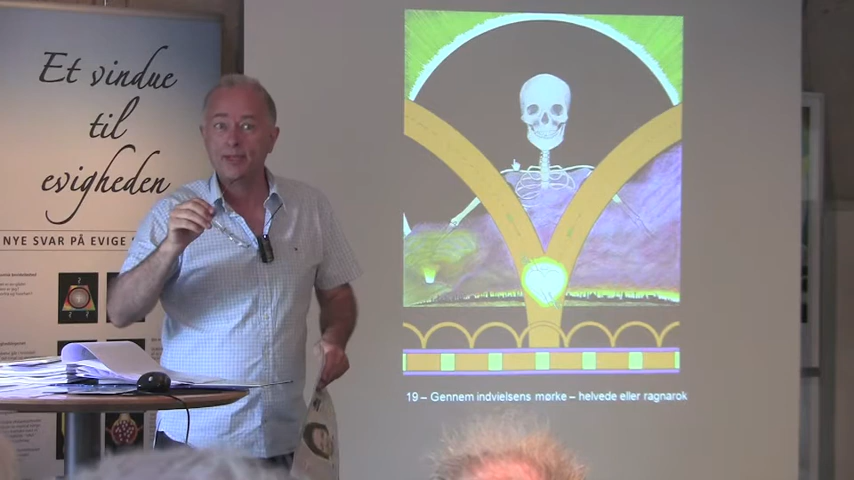 Et vindue
til
evigheden
NYE SVAR PÅ EVIGE
19 – Gennem indvielsens mørke – helvede eller ragnarok